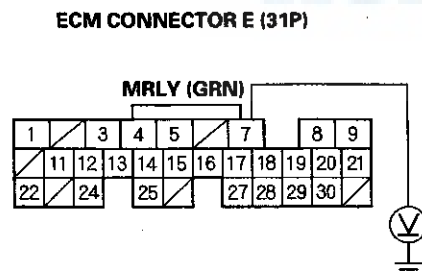 ECM CONNECTOR E (31P)
MRLY (GRN)
1 3 4 5 7 8 9
11 12 13 14 15 16 17 18 19 20 21
22 24 25 27 28 29 30
V